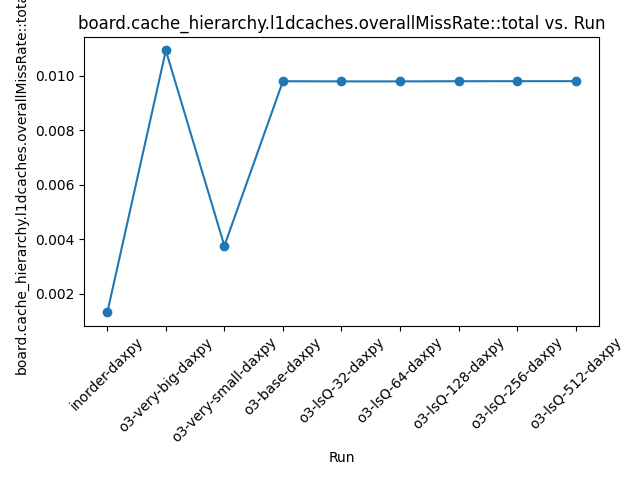 board.cache_hierarchy.l1dcaches.overallMissRate::total vs. Run
board.cache_hierarchy.l1dcaches.overallMissRate::tota
0.010
0.008
0.006
0.004
0.002
inorder-daxpy
o3-very-big-daxpy
o3-very-small-daxpy
o3-base-daxpy
o3-lsQ-32-daxpy
o3-lsQ-64-daxpy
o3-lsQ-128-daxpy
o3-lsQ-256-daxpy
o3-lsQ-512-daxpy
Run